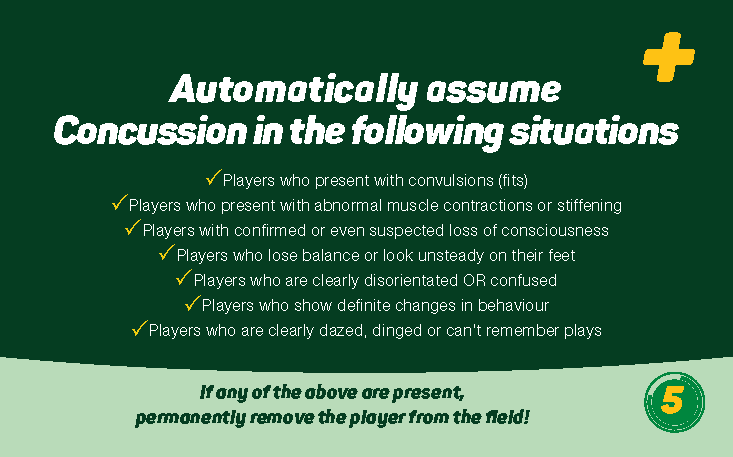 Automatically assume
Concussion in the following situations
✓Players who present with convulsions (fits)
✓Players who present with abnormal muscle contractions or stiffening
✓Players with confirmed or even suspected loss of consciousness
✓Players who lose balance or look unsteady on their feet
✓Players who are clearly disorientated OR confused
✓Players who show definite changes in behaviour
✓Players who are clearly dazed, dinged or can't remember plays
If any of the above are present,
permanently remove the player from the field!
5